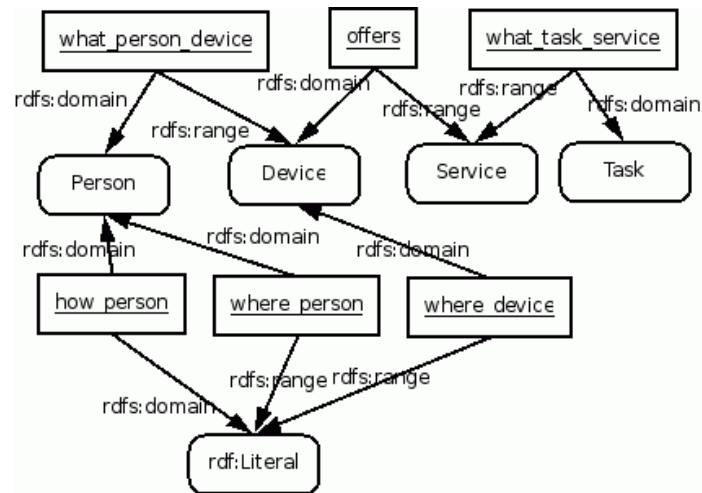 what_person_device
offers
what_task_service
rdfs:domain
rdfs:range
rdfs:domain
rdfs:range
rdfs:range
rdfs:domain
Person
Device
Service
Task
rdfs:domain
rdfs:domain
rdfs:domain
how_person
where_person
where_device
rdfs:domain
rdfs:range
rdfs:range
rdf:Literal